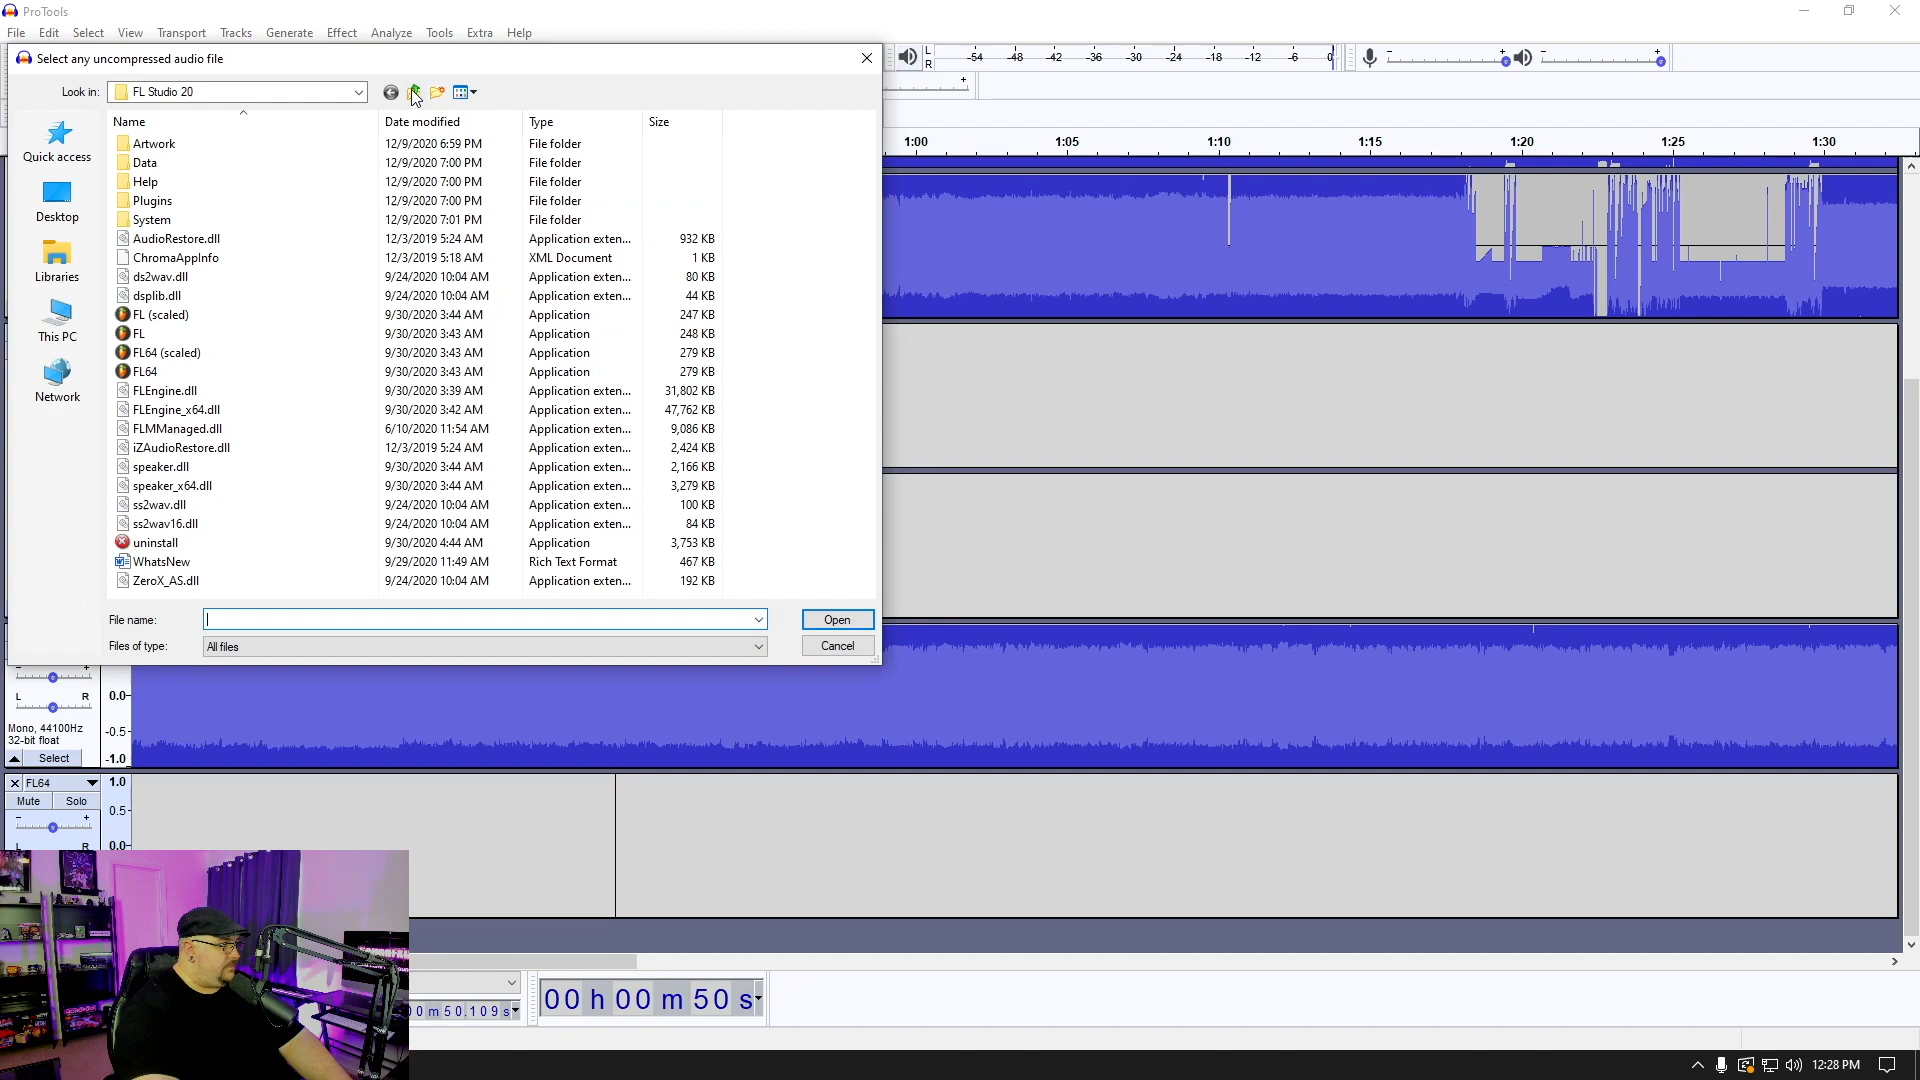 ProTools
File Edit Select View Transport Tracks Generate Effect Analyze Tools Extra Help
Select any uncompressed audio file
Look in: FL Studio 20
Name Date modified Type Size
Artwork 12/9/2020 6:59 PM File folder
Data 12/9/2020 7:00 PM File folder
Help 12/9/2020 7:00 PM File folder
Plugins 12/9/2020 7:00 PM File folder
System 12/9/2020 7:01 PM File folder
AudioRestore.dll 12/3/2019 5:24 AM Application exten... 932 KB
ChromaAppInfo 12/3/2019 5:18 AM XML Document 1 KB
ds2wav.dll 9/24/2020 10:04 AM Application exten... 80 KB
dsplib.dll 9/24/2020 10:04 AM Application exten... 44 KB
FL (scaled) 9/30/2020 3:44 AM Application 247 KB
FL 9/30/2020 3:43 AM Application 248 KB
FL64 (scaled) 9/30/2020 3:43 AM Application 279 KB
FL64 9/30/2020 3:43 AM Application 279 KB
FLEngine.dll 9/30/2020 3:39 AM Application exten... 31,802 KB
FLEngine_x64.dll 9/30/2020 3:42 AM Application exten... 47,762 KB
FLMManaged.dll 6/10/2020 11:54 AM Application exten... 9,086 KB
iZAudioRestore.dll 12/3/2019 5:24 AM Application exten... 2,424 KB
speaker.dll 9/30/2020 3:44 AM Application exten... 2,166 KB
speaker_x64.dll 9/30/2020 3:44 AM Application exten... 3,279 KB
ss2wav.dll 9/24/2020 10:04 AM Application exten... 100 KB
ss2wav16.dll 9/24/2020 10:04 AM Application exten... 84 KB
uninstall 9/30/2020 4:44 AM Application 3,753 KB
WhatsNew 9/29/2020 11:49 AM Rich Text Format 467 KB
ZeroX_AS.dll 9/24/2020 10:04 AM Application exten... 192 KB
Quick access
Desktop
Libraries
This PC
Network
File name:
Open
Files of type: All files
Cancel
L
R
-54 -48 -42 -36 -30 -24 -18 -12 -6 0
- +
- +
+
1:00 1:05 1:10 1:15 1:20 1:25 1:30
- +
L R
Mono, 44100Hz
32-bit float
Select
0.0
-0.5
-1.0
FL64
Mute Solo
- +
L R
1.0
0.5
0.0
0 m 50.109 s
00 h 00 m 50 s
12:28 PM